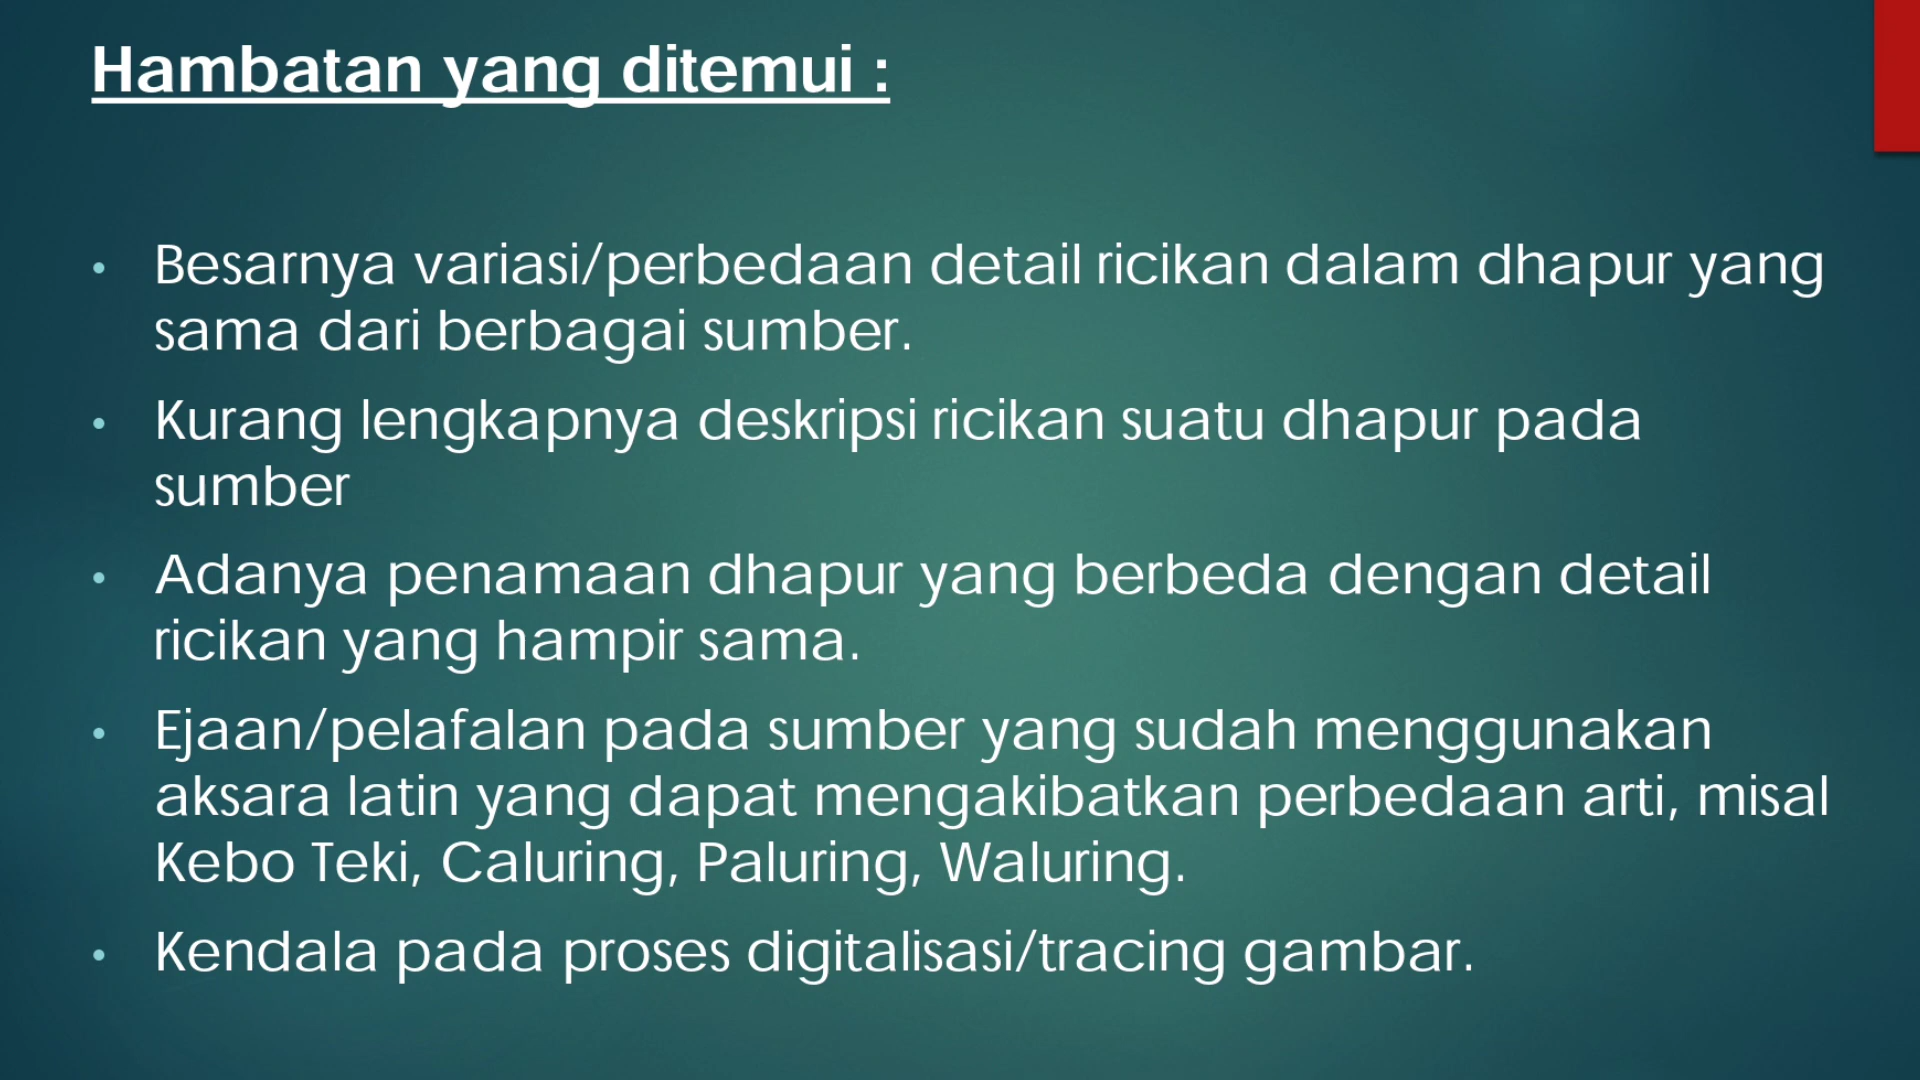 Hambatan yang ditemui :
• Besarnya variasi/perbedaan detail ricikan dalam dhapur yang
sama dari berbagai sumber.
• Kurang lengkapnya deskripsi ricikan suatu dhapur pada
sumber
• Adanya penamaan dhapur yang berbeda dengan detail
ricikan yang hampir sama.
• Ejaan/pelafalan pada sumber yang sudah menggunakan
aksara latin yang dapat mengakibatkan perbedaan arti, misal
Kebo Teki, Caluring, Paluring, Waluring.
• Kendala pada proses digitalisasi/tracing gambar.